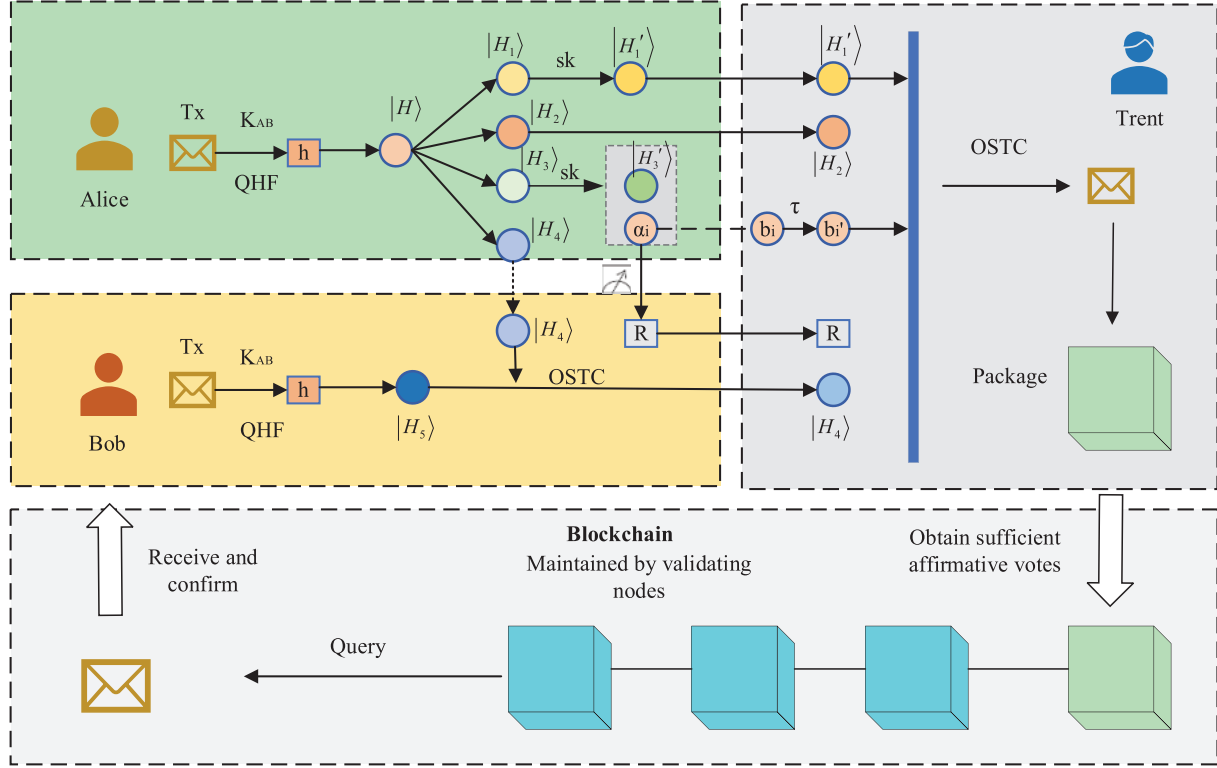 Alice
Tx
K_AB
QHF
h
|H⟩
|H₁⟩
sk
|H₁′⟩
|H₂⟩
|H₃⟩
sk
|H₃′⟩
αi
|H₄⟩
Bob
Tx
K_AB
QHF
h
|H₅⟩
|H₄⟩
OSTC
R
|H₁′⟩
|H₂⟩
bi
τ
bi'
R
|H₄⟩
OSTC
Trent
Package
Blockchain
Maintained by validating
nodes
Obtain sufficient
affirmative votes
Receive and
confirm
Query